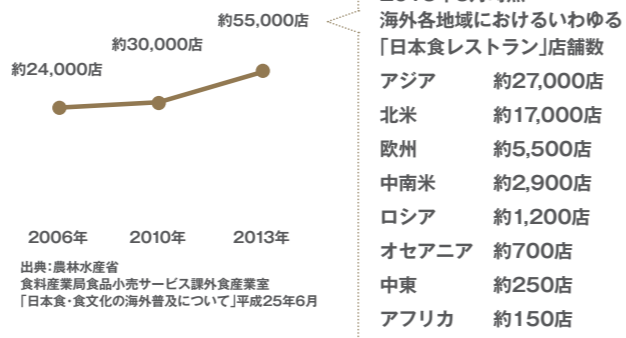 約55,000店
約30,000店
約24,000店
2006年 2010年 2013年
出典：農林水産省
食料産業局食品小売サービス課外食産業室
「日本食・食文化の海外普及について」平成25年6月
海外各地域におけるいわゆる
「日本食レストラン」店舗数
アジア 約27,000店
北米 約17,000店
欧州 約5,500店
中南米 約2,900店
ロシア 約1,200店
オセアニア 約700店
中東 約250店
アフリカ 約150店